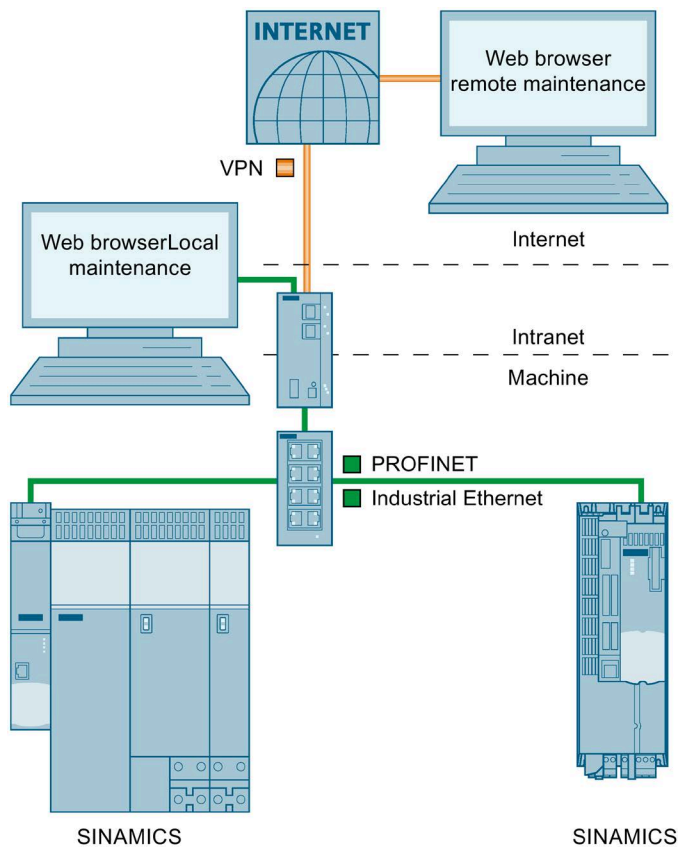 INTERNET
Web browser
remote maintenance
VPN
Web browserLocal
maintenance
Internet
Intranet
Machine
PROFINET
Industrial Ethernet
SINAMICS
SINAMICS